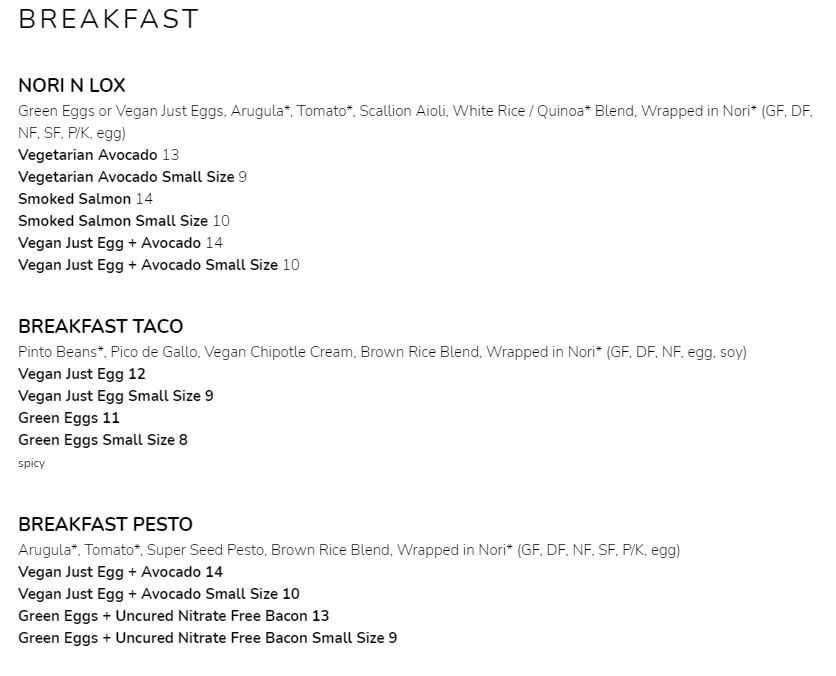 BREAKFAST
NORI N LOX
Green Eggs or Vegan Just Eggs, Arugula*, Tomato*, Scallion Aioli, White Rice / Quinoa* Blend, Wrapped in Nori* (GF, DF,
NF, SF, P/K, egg)
Vegetarian Avocado 13
Vegetarian Avocado Small Size 9
Smoked Salmon 14
Smoked Salmon Small Size 10
Vegan Just Egg + Avocado 14
Vegan Just Egg + Avocado Small Size 10
BREAKFAST TACO
Pinto Beans*, Pico de Gallo, Vegan Chipotle Cream, Brown Rice Blend, Wrapped in Nori* (GF, DF, NF, egg, soy)
Vegan Just Egg 12
Vegan Just Egg Small Size 9
Green Eggs 11
Green Eggs Small Size 8
spicy
BREAKFAST PESTO
Arugula*, Tomato*, Super Seed Pesto, Brown Rice Blend, Wrapped in Nori* (GF, DF, NF, SF, P/K, egg)
Vegan Just Egg + Avocado 14
Vegan Just Egg + Avocado Small Size 10
Green Eggs + Uncured Nitrate Free Bacon 13
Green Eggs + Uncured Nitrate Free Bacon Small Size 9